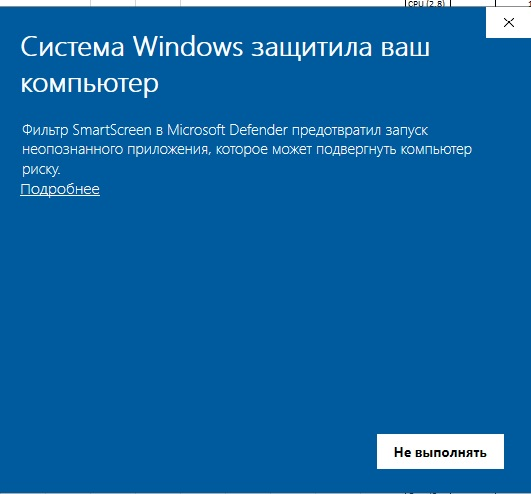 CPU (2,8)
Система Windows защитила ваш
компьютер
Фильтр SmartScreen в Microsoft Defender предотвратил запуск
неопознанного приложения, которое может подвергнуть компьютер
риску.
Подробнее
Не выполнять